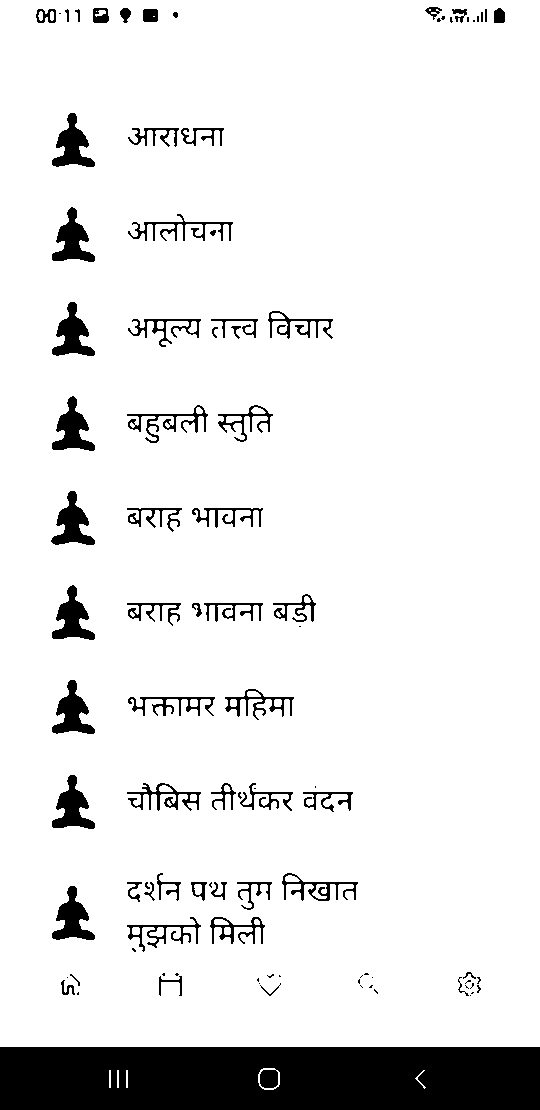 00:11
आराधना
आलोचना
अमूल्य तत्त्व विचार
बहुबली स्तुति
बराह भावना
बराह भावना बड़ी
भक्तामर महिमा
चौबिस तीर्थकर वंदन
दर्शन पथ तुम निखात
मुझको मिली